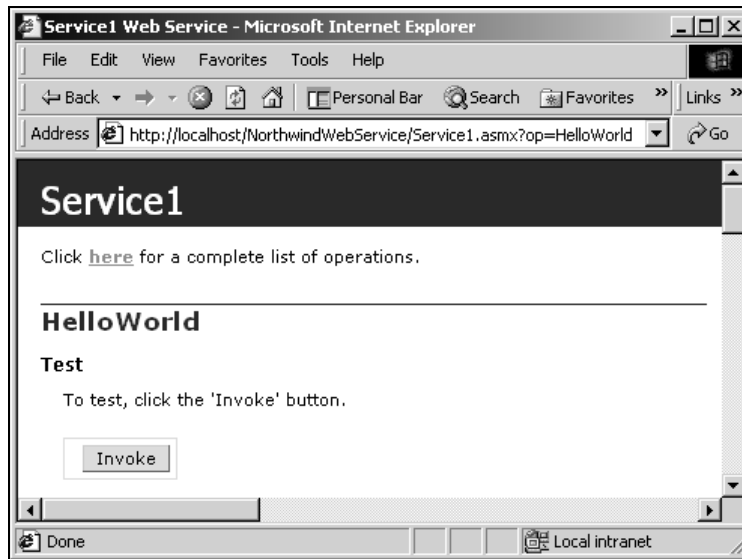 Service1 Web Service - Microsoft Internet Explorer
File Edit View Favorites Tools Help
Back Personal Bar Search Favorites » Links »
Address http://localhost/NorthwindWebService/Service1.asmx?op=HelloWorld Go
Service1
Click here for a complete list of operations.
HelloWorld
Test
To test, click the 'Invoke' button.
Invoke
Done Local intranet